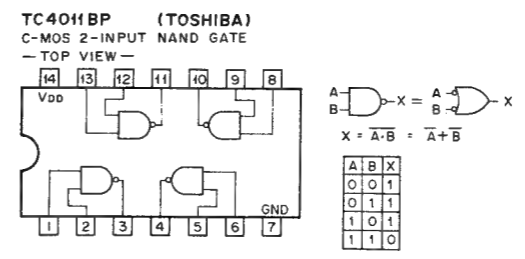 TC4011BP (TOSHIBA)
C-MOS 2-INPUT NAND GATE
— TOP VIEW —
14 13 12 11 10 9 8
VDD
GND
1 2 3 4 5 6 7
A B X = A B X
X = A·B = A+B
A B X
0 0 1
0 1 1
1 0 1
1 1 0